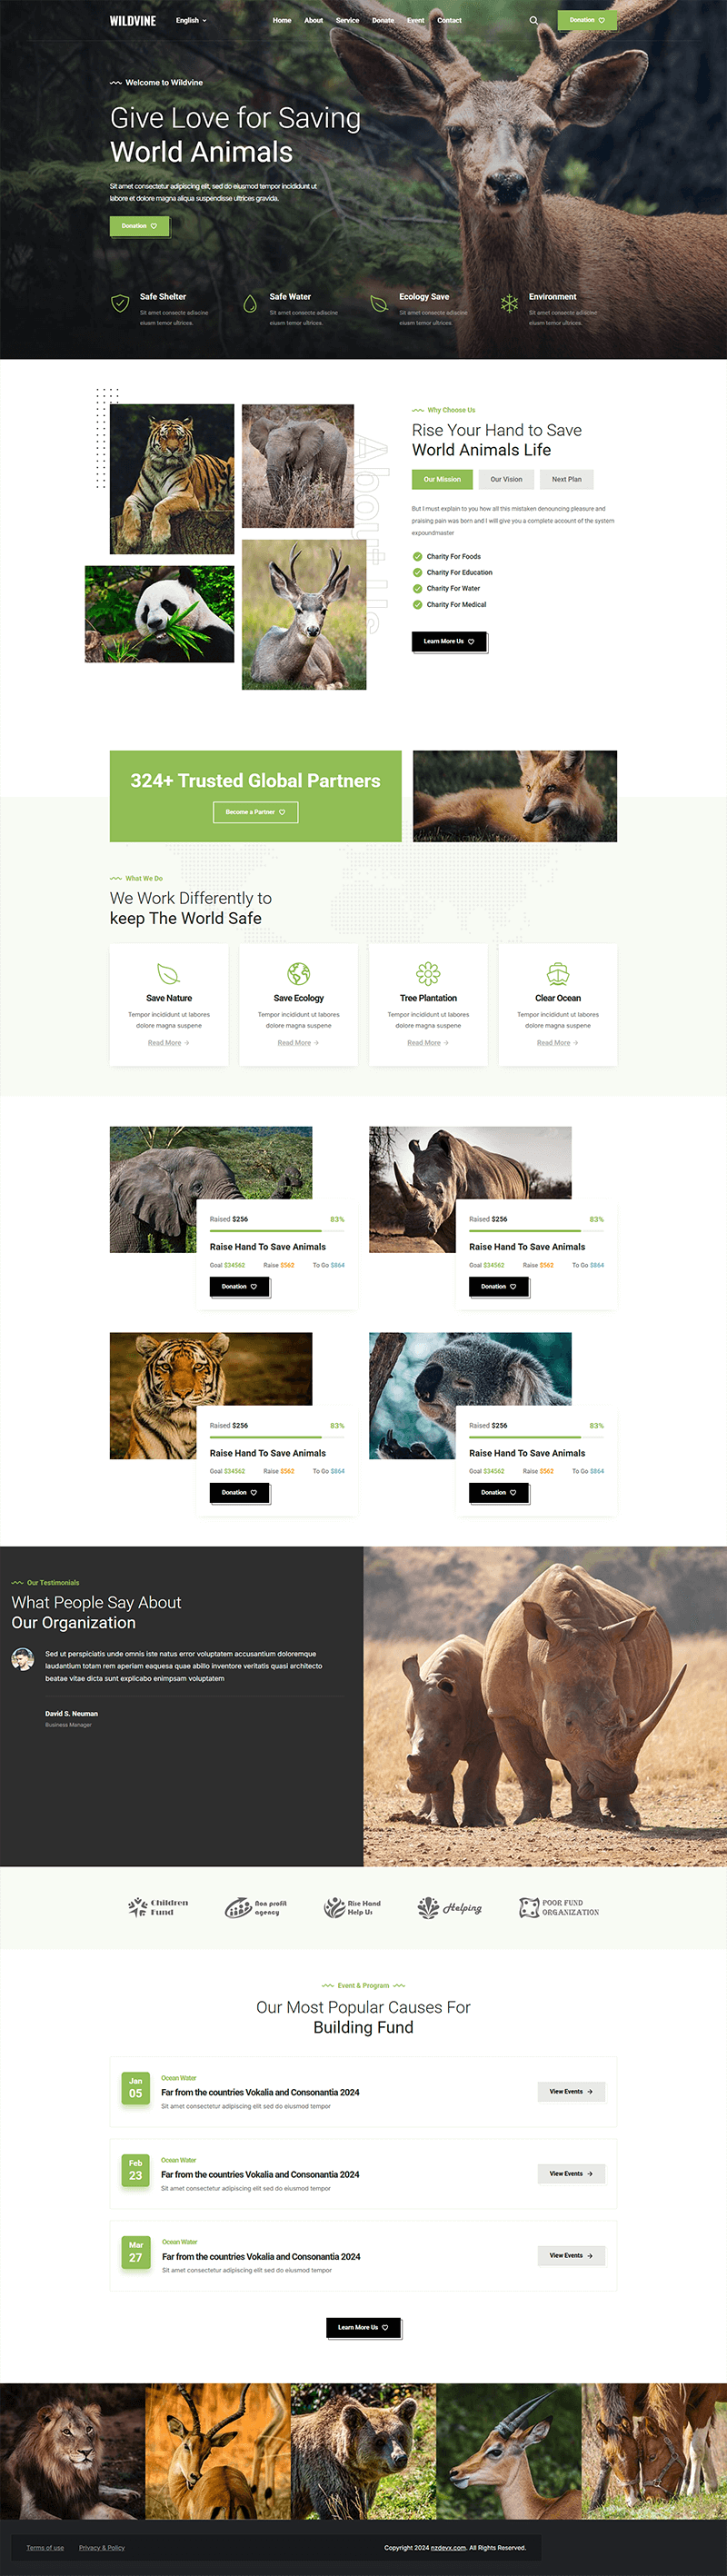 WILDVINE
English
Home About Service Donate Event Contact
Donation
Welcome to Wildvine
Give Love for Saving
World Animals
Sit amet consectetur adipiscing elit, sed do eiusmod tempor incididunt ut
labore et dolore magna aliqua suspendisse ultrices gravida.
Donation
Safe Shelter
Sit amet consecte adiscine
eiusm temor ultrices.
Safe Water
Sit amet consecte adiscine
eiusm temor ultrices.
Ecology Save
Sit amet consecte adiscine
eiusm temor ultrices.
Environment
Sit amet consecte adiscine
eiusm temor ultrices.
About Us
Why Choose Us
Rise Your Hand to Save
World Animals Life
Our Mission
Our Vision
Next Plan
But I must explain to you how all this mistaken denouncing pleasure and
praising pain was born and I will give you a complete account of the system
expoundmaster
Charity For Foods
Charity For Education
Charity For Water
Charity For Medical
Learn More Us
324+ Trusted Global Partners
Become a Partner
What We Do
We Work Differently to
keep The World Safe
Save Nature
Tempor incididunt ut labores
dolore magna suspene
Read More
Save Ecology
Tempor incididunt ut labores
dolore magna suspene
Read More
Tree Plantation
Tempor incididunt ut labores
dolore magna suspene
Read More
Clear Ocean
Tempor incididunt ut labores
dolore magna suspene
Read More
Raised $256 83%
Raise Hand To Save Animals
Goal $34562 Raise $562 To Go $864
Donation
Raised $256 83%
Raise Hand To Save Animals
Goal $34562 Raise $562 To Go $864
Donation
Raised $256 83%
Raise Hand To Save Animals
Goal $34562 Raise $562 To Go $864
Donation
Raised $256 83%
Raise Hand To Save Animals
Goal $34562 Raise $562 To Go $864
Donation
Our Testimonials
What People Say About
Our Organization
Sed ut perspiciatis unde omnis iste natus error voluptatem accusantium doloremque
laudantium totam rem aperiam eaquesa quae abillo inventore veritatis quasi architecto
beatae vitae dicta sunt explicabo enimpsam voluptatem
David S. Neuman
Business Manager
Children
Fund
Non profit
agency
Rise Hand
Help Us
Helping
POOR FUND
ORGANIZATION
Event & Program
Our Most Popular Causes For
Building Fund
Jan
05
Ocean Water
Far from the countries Vokalia and Consonantia 2024
Sit amet consectetur adipiscing elit sed do eiusmod tempor
View Events
Feb
23
Ocean Water
Far from the countries Vokalia and Consonantia 2024
Sit amet consectetur adipiscing elit sed do eiusmod tempor
View Events
Mar
27
Ocean Water
Far from the countries Vokalia and Consonantia 2024
Sit amet consectetur adipiscing elit sed do eiusmod tempor
View Events
Learn More Us
Terms of use Privacy & Policy
Copyright 2024 nzdevx.com. All Rights Reserved.